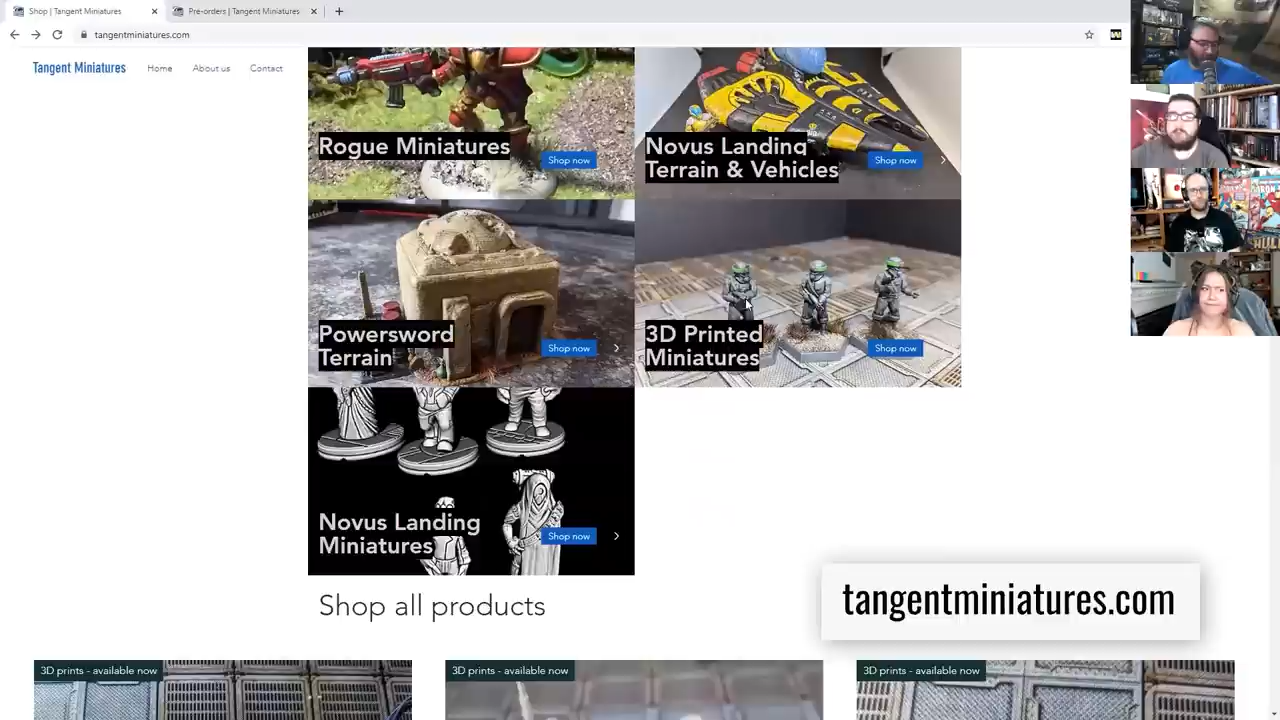 Shop | Tangent Miniatures
Pre-orders | Tangent Miniatures
tangentminiatures.com
Tangent Miniatures
Home
About us
Contact
Rogue Miniatures
Shop now
Novus Landing
Terrain & Vehicles
Shop now
Powersword
Terrain
Shop now
3D Printed
Miniatures
Shop now
Novus Landing
Miniatures
Shop now
Shop all products
tangentminiatures.com
3D prints - available now
3D prints - available now
3D prints - available now